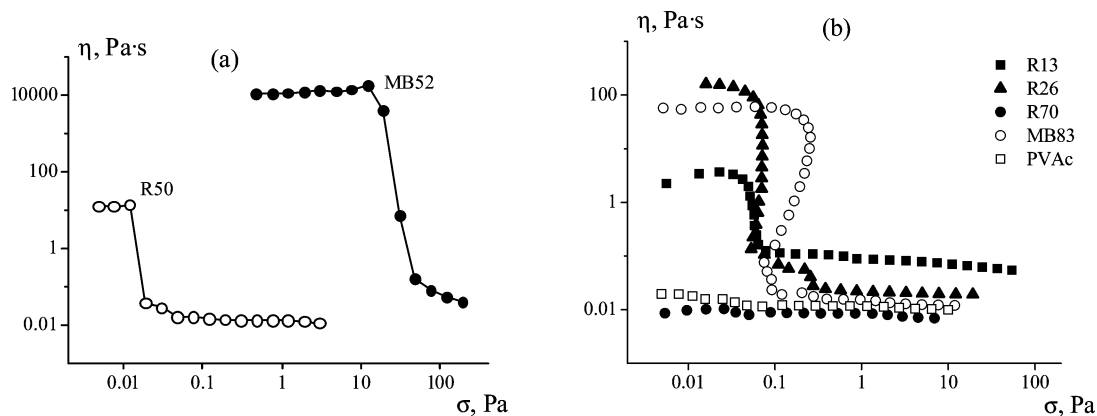 η, Pa·s
(a)
10000
MB52
100
R50
1
0.01
0.01
0.1
1
10
100
σ, Pa
η, Pa·s
(b)
R13
R26
R70
MB83
PVAc
100
1
0.01
0.01
0.1
1
10
100
σ, Pa